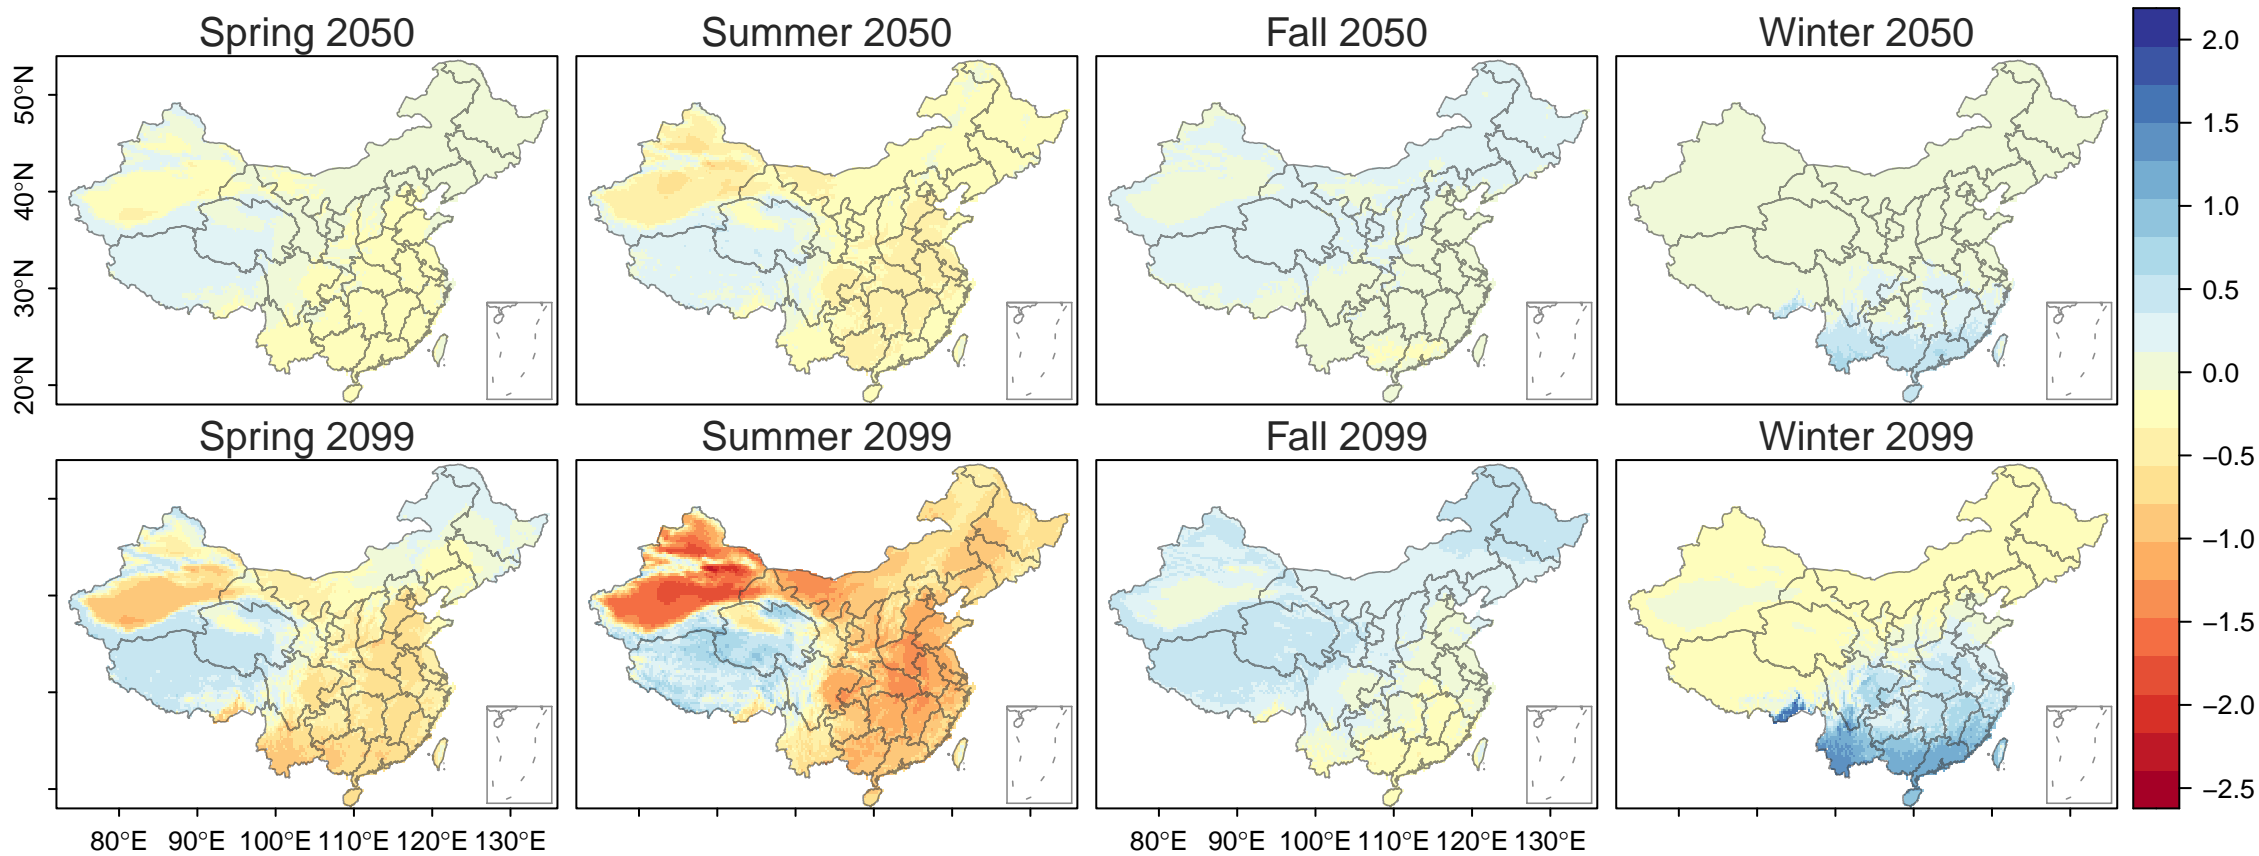 Spring 2050
Summer 2050
Fall 2050
Winter 2050
50°N
40°N
30°N
20°N
Spring 2099
Summer 2099
Fall 2099
Winter 2099
80°E 90°E 100°E 110°E 120°E 130°E
80°E 90°E 100°E 110°E 120°E 130°E
2.0
1.5
1.0
0.5
0.0
−0.5
−1.0
−1.5
−2.0
−2.5